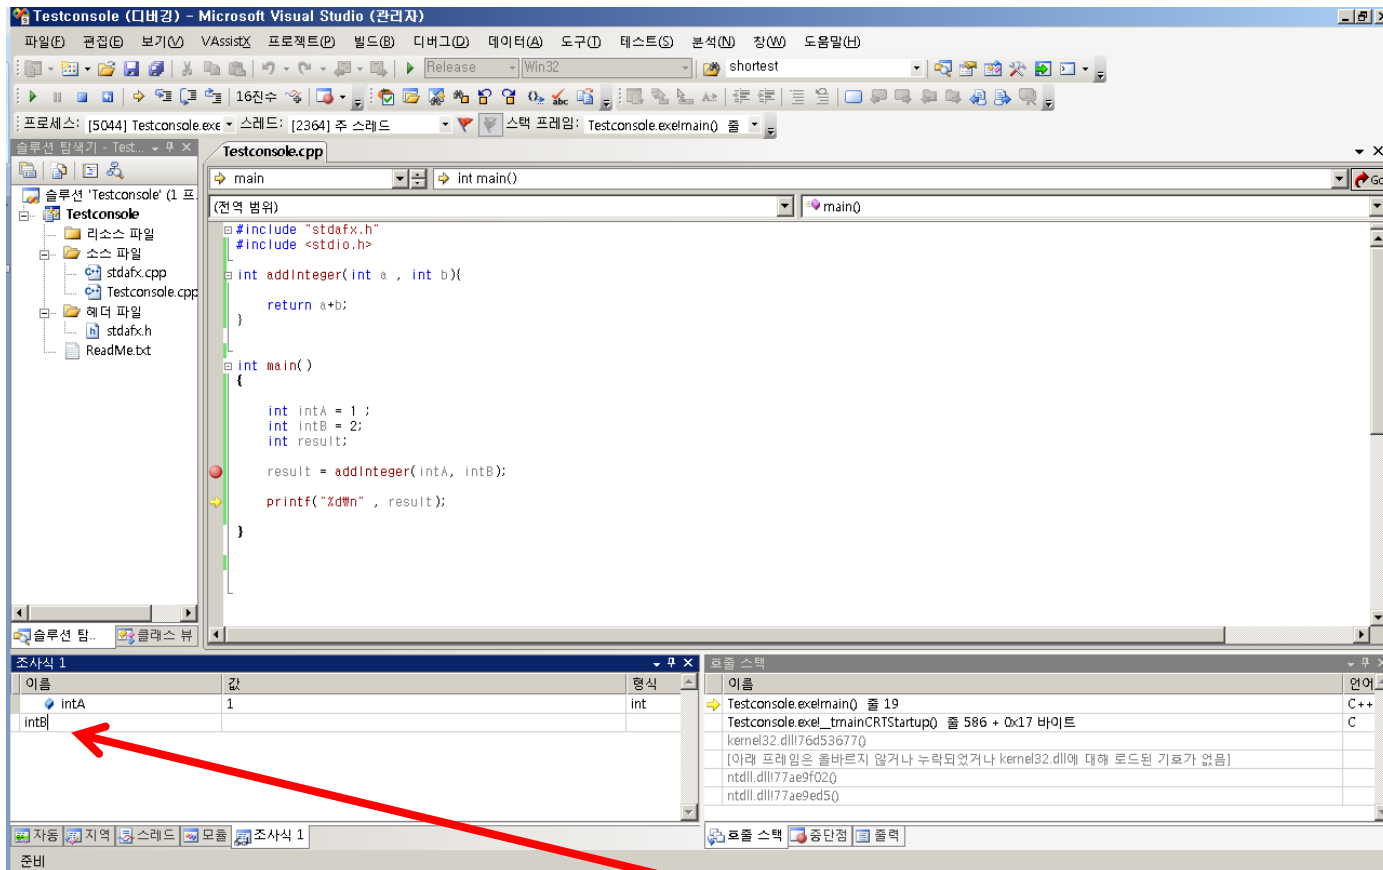 Testconsole (디버깅) - Microsoft Visual Studio (관리자)
파일(F) 편집(E) 보기(V) VAssistX 프로젝트(P) 빌드(B) 디버그(D) 데이터(A) 도구(T) 테스트(S) 분석(N) 창(W) 도움말(H)
Release Win32 shortest
16진수
프로세스: [5044] Testconsole.exe 스레드: [2364] 주 스레드 스택 프레임: Testconsole.exe!main() 줄
슬루션 탐색기 - Test...
Testconsole.cpp
main int main() Go
솔루션 'Testconsole' (1 프
Testconsole
리소스 파일
소스 파일
stdafx.cpp
Testconsole.cpp
헤더 파일
stdafx.h
ReadMe.txt
(전역 범위) main()
#include "stdafx.h"
#include <stdio.h>
int addInteger(int a , int b){
return a+b;
}
int main()
{
int intA = 1 ;
int intB = 2;
int result;
result = addInteger(intA, intB);
printf("%d₩n" , result);
}
솔루션 탐.. 클래스 뷰
조사식 1
이름 값 형식
intA 1 int
intB
호출 스택
이름 언어
Testconsole.exe!main() 줄 19 C++
Testconsole.exe!__tmainCRTStartup() 줄 586 + 0x17 바이트 C
kernel32.dll!76d53677()
[아래 프레임은 올바르지 않거나 누락되었거나 kernel32.dll에 대해 로드된 기호가 없음]
ntdll.dll!77ae9f02()
ntdll.dll!77ae9ed5()
자동 지역 스레드 모듈 조사식 1
호출 스택 중단점 출력
준비